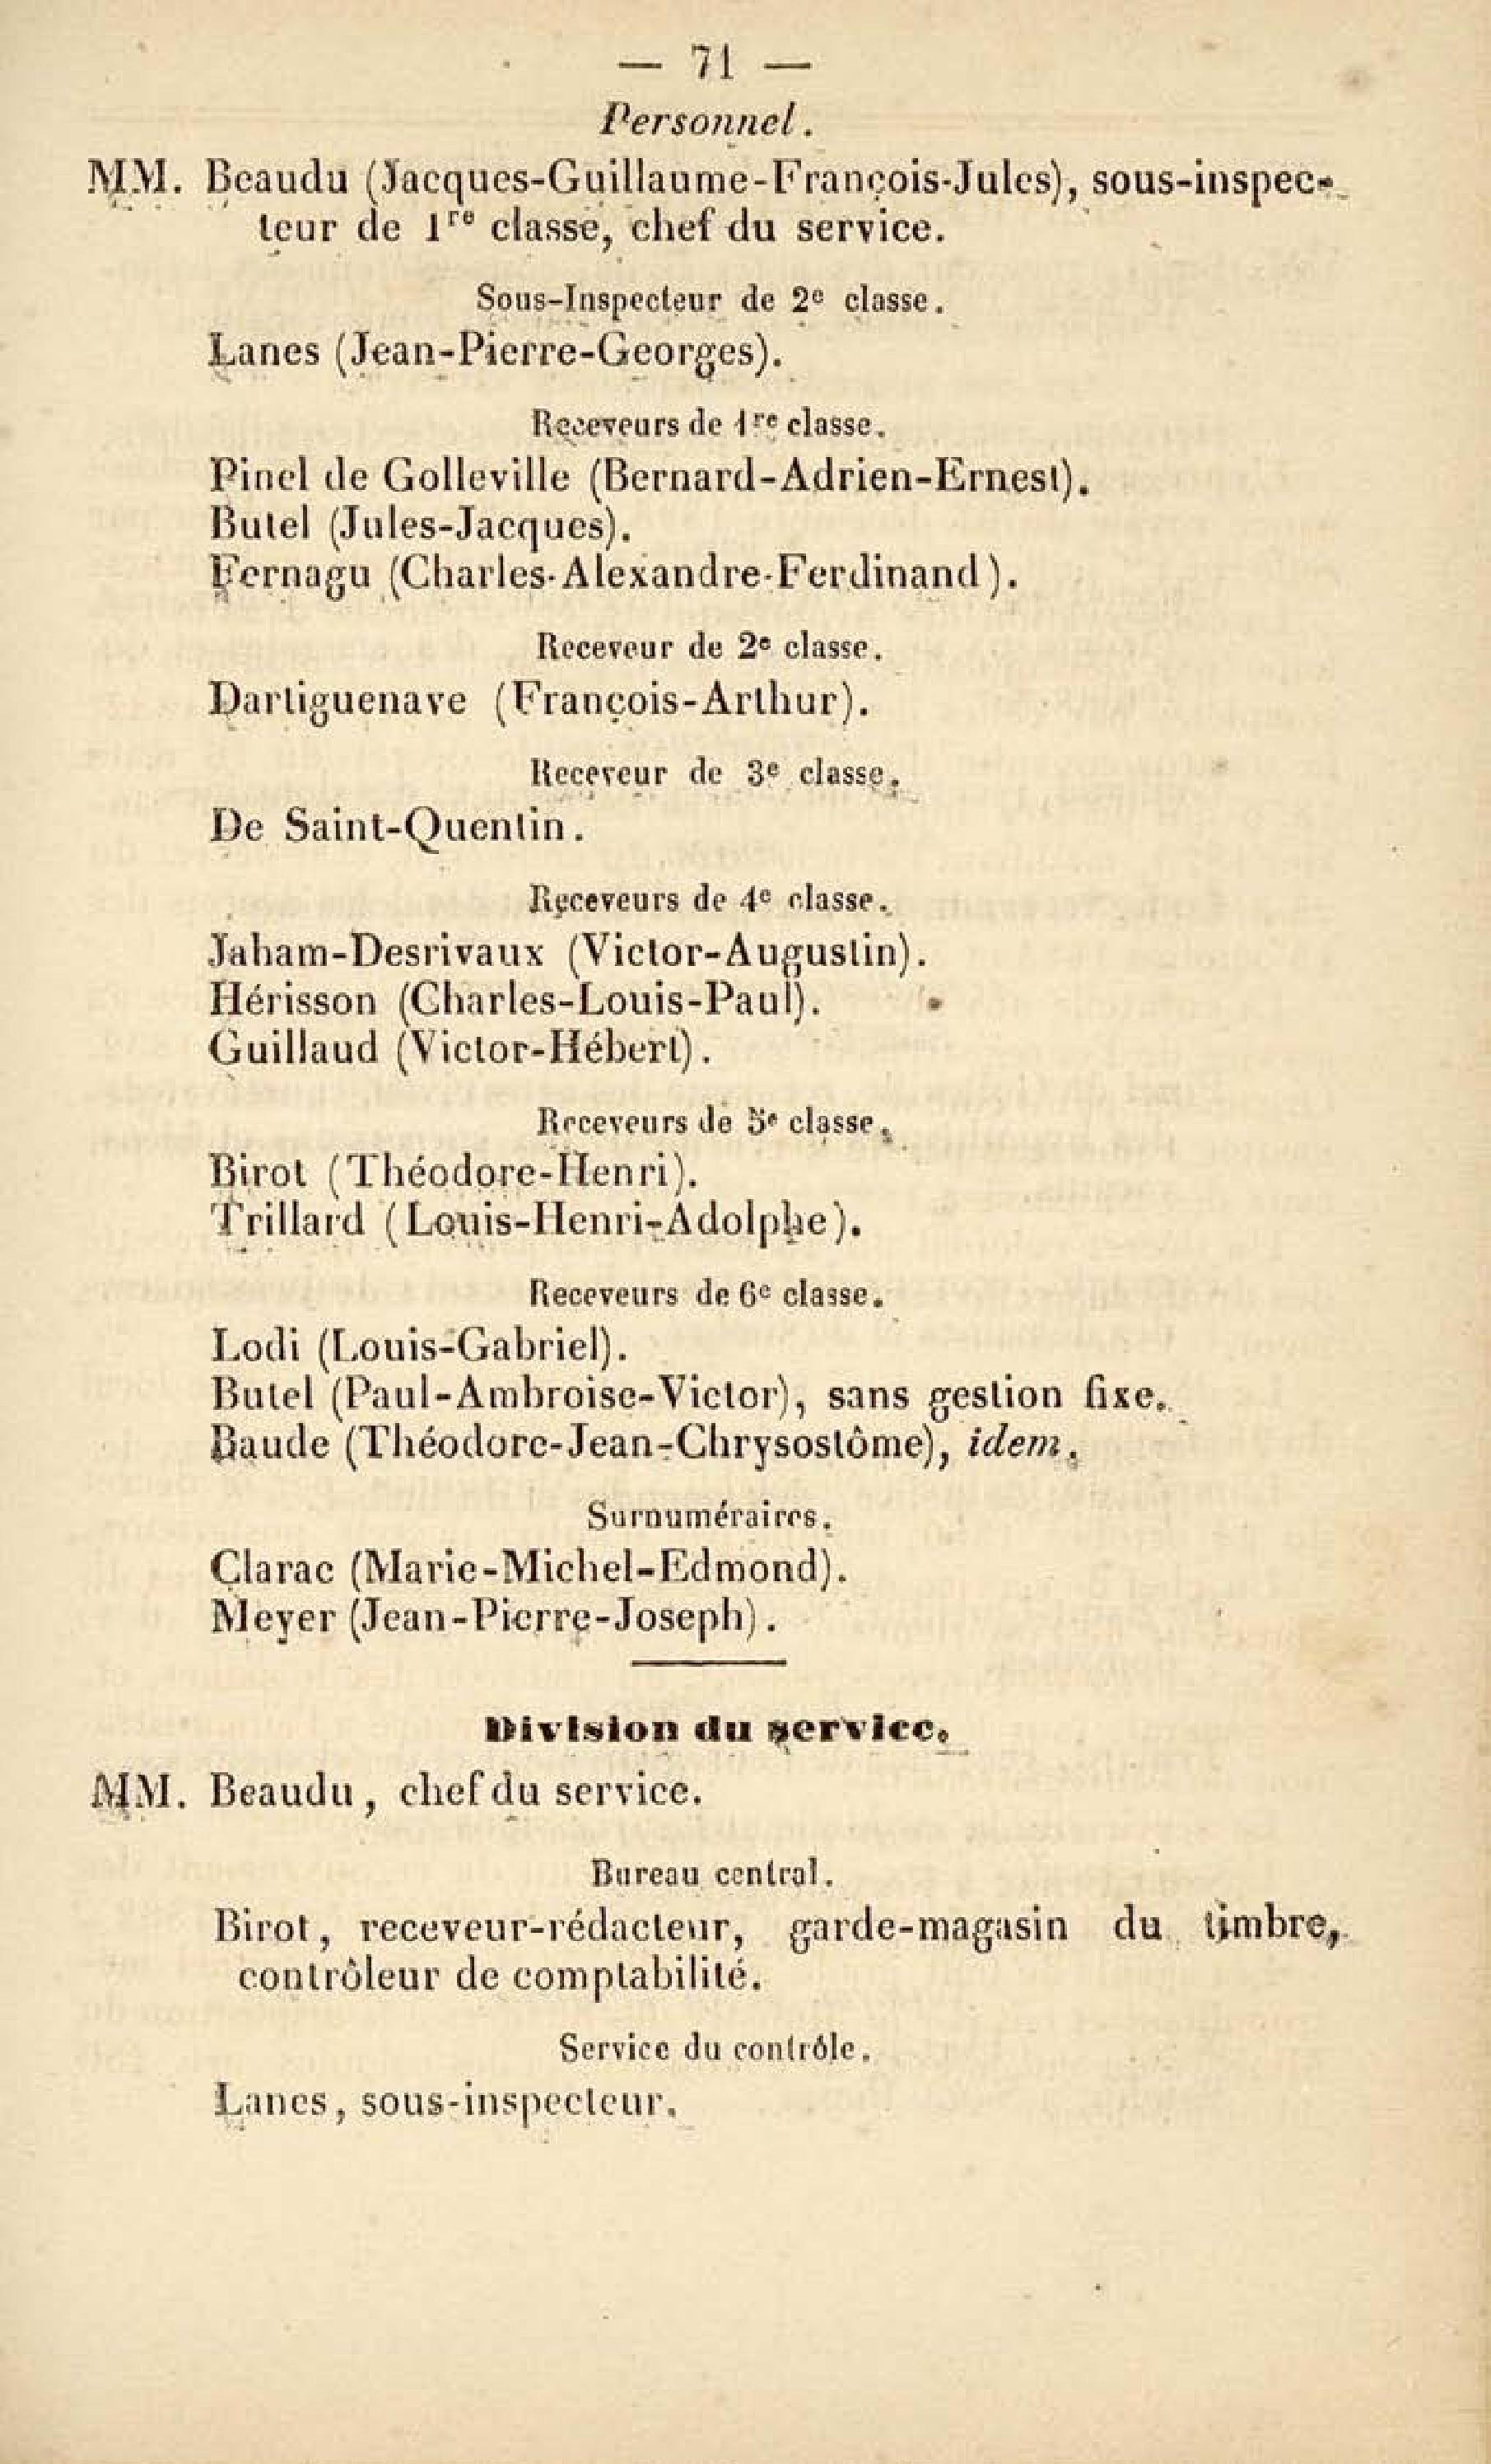 — 71 —
Personnel.
MM. Beaudu (Jacques-Guillaume-François-Jules), sous-inspec-
teur de 1re classe, chef du service.
Sous-Inspecteur de 2e classe.
Lanes (Jean-Pierre-Georges).
Receveurs de 1re classe.
Pinel de Golleville (Bernard-Adrien-Ernest).
Butel (Jules-Jacques).
Fernagu (Charles-Alexandre-Ferdinand).
Receveur de 2e classe.
Dartiguenave (François-Arthur).
Receveur de 3e classe.
De Saint-Quentin.
Receveurs de 4e classe.
Jaham-Desrivaux (Victor-Augustin).
Hérisson (Charles-Louis-Paul).
Guillaud (Victor-Hébert).
Receveurs de 5e classe.
Birot (Théodore-Henri).
Trillard (Louis-Henri-Adolphe).
Receveurs de 6e classe.
Lodi (Louis-Gabriel).
Butel (Paul-Ambroise-Victor), sans gestion fixe.
Baude (Théodore-Jean-Chrysostôme), idem.
Surnuméraires.
Clarac (Marie-Michel-Edmond).
Meyer (Jean-Pierre-Joseph).
Division du service.
MM. Beaudu, chef du service.
Bureau central.
Birot, receveur-rédacteur, garde-magasin du timbre,
contrôleur de comptabilité.
Service du contrôle.
Lanes, sous-inspecteur.